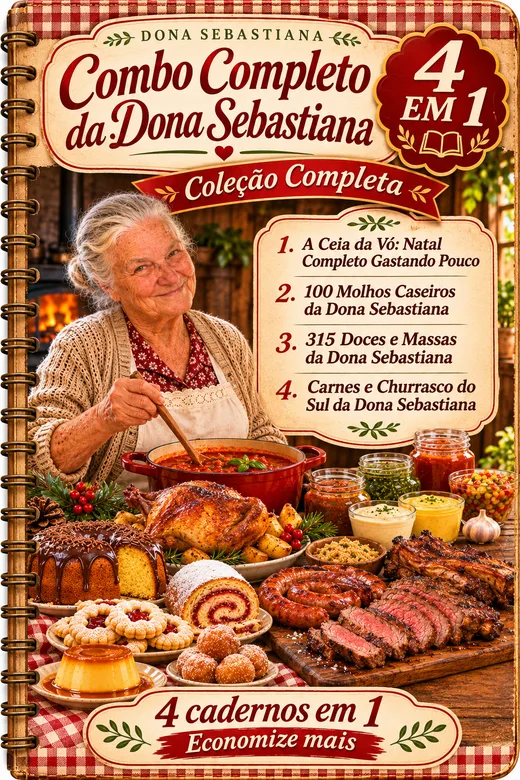 DONA SEBASTIANA
Combo Completo
da Dona Sebastiana
4
EM 1
Coleção Completa
1. A Ceia da Vó: Natal
Completo Gastando Pouco
2. 100 Molhos Caseiros
da Dona Sebastiana
3. 315 Doces e Massas
da Dona Sebastiana
4. Carnes e Churrasco do
Sul da Dona Sebastiana
4 cadernos em 1
Economize mais